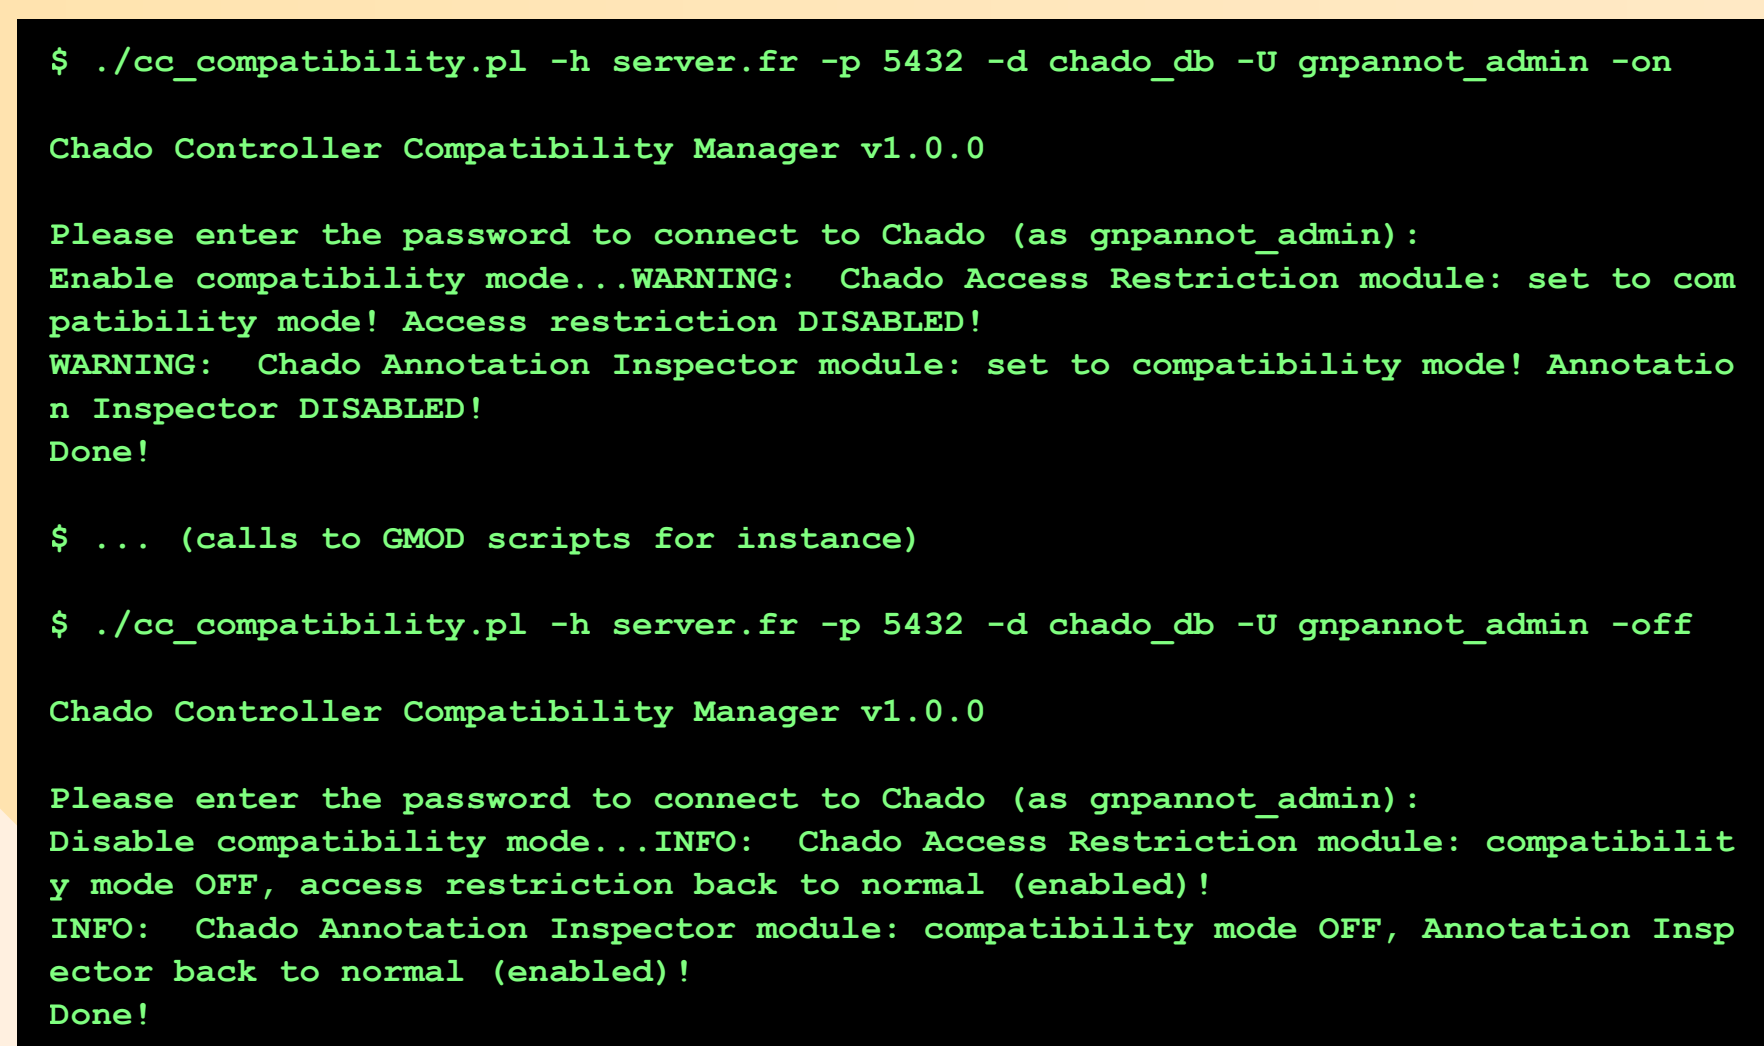 $ ./cc_compatibility.pl -h server.fr -p 5432 -d chado_db -U gnpannot_admin -on
Chado Controller Compatibility Manager v1.0.0
Please enter the password to connect to Chado (as gnpannot_admin):
Enable compatibility mode...WARNING:  Chado Access Restriction module: set to com
patibility mode! Access restriction DISABLED!
WARNING:  Chado Annotation Inspector module: set to compatibility mode! Annotatio
n Inspector DISABLED!
Done!
$ ... (calls to GMOD scripts for instance)
$ ./cc_compatibility.pl -h server.fr -p 5432 -d chado_db -U gnpannot_admin -off
Chado Controller Compatibility Manager v1.0.0
Please enter the password to connect to Chado (as gnpannot_admin):
Disable compatibility mode...INFO:  Chado Access Restriction module: compatibilit
y mode OFF, access restriction back to normal (enabled)!
INFO:  Chado Annotation Inspector module: compatibility mode OFF, Annotation Insp
ector back to normal (enabled)!
Done!